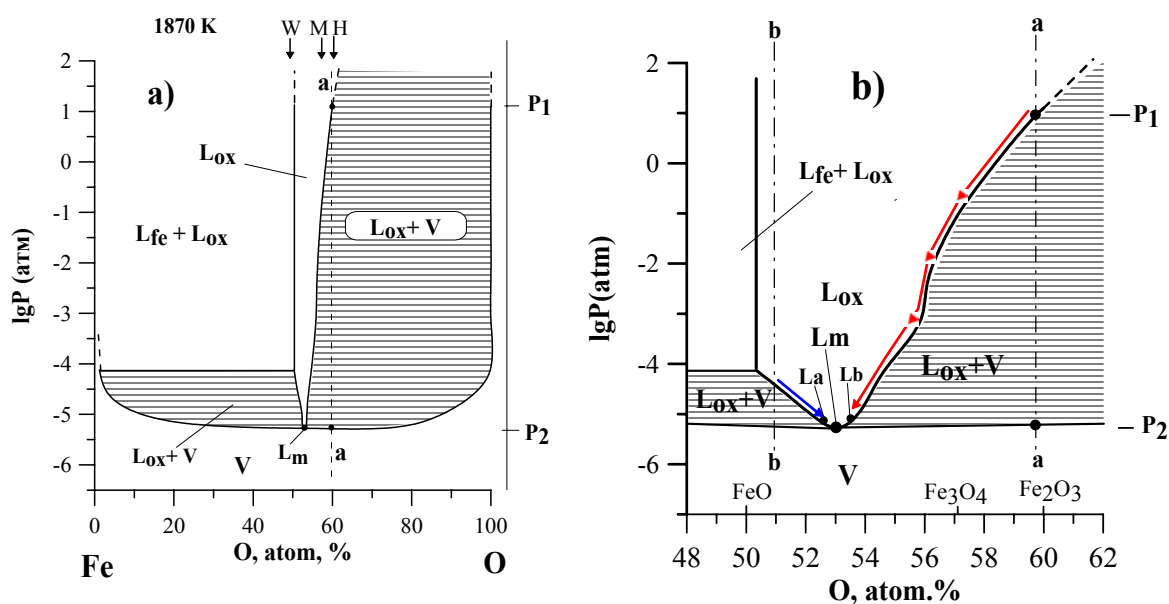 1870 K
W M H
a)
a
2
1
0
-1
-2
-3
-4
-5
-6
lgP (атм)
P1
P2
Lox
Lfe + Lox
Lox+ V
Lox+ V
V
Lm
a
0 20 40 60 80 100
O, atom, %
Fe
O
b
a
b)
2
0
-2
-4
-6
lgP(atm)
P1
P2
Lfe+ Lox
Lox
Lm
La
Lb
Lox+V
Lox+V
b
V
a
FeO
Fe3O4
Fe2O3
48 50 52 54 56 58 60 62
O, atom.%